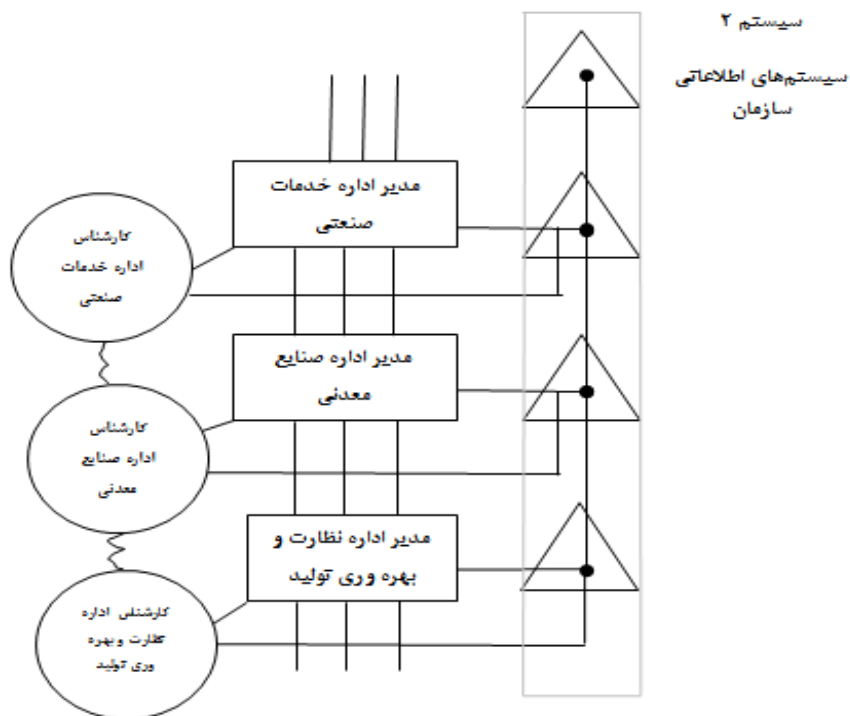 سیستم ۲
سیستم‌های اطلاعاتی
سازمان
مدیر اداره خدمات
صنعتی
کارشناس
اداره خدمات
صنعتی
مدیر اداره صنایع
معدنی
کارشناس
اداره صنایع
معدنی
مدیر اداره نظارت و
بهره وری تولید
کارشناس اداره
نظارت و بهره
وری تولید